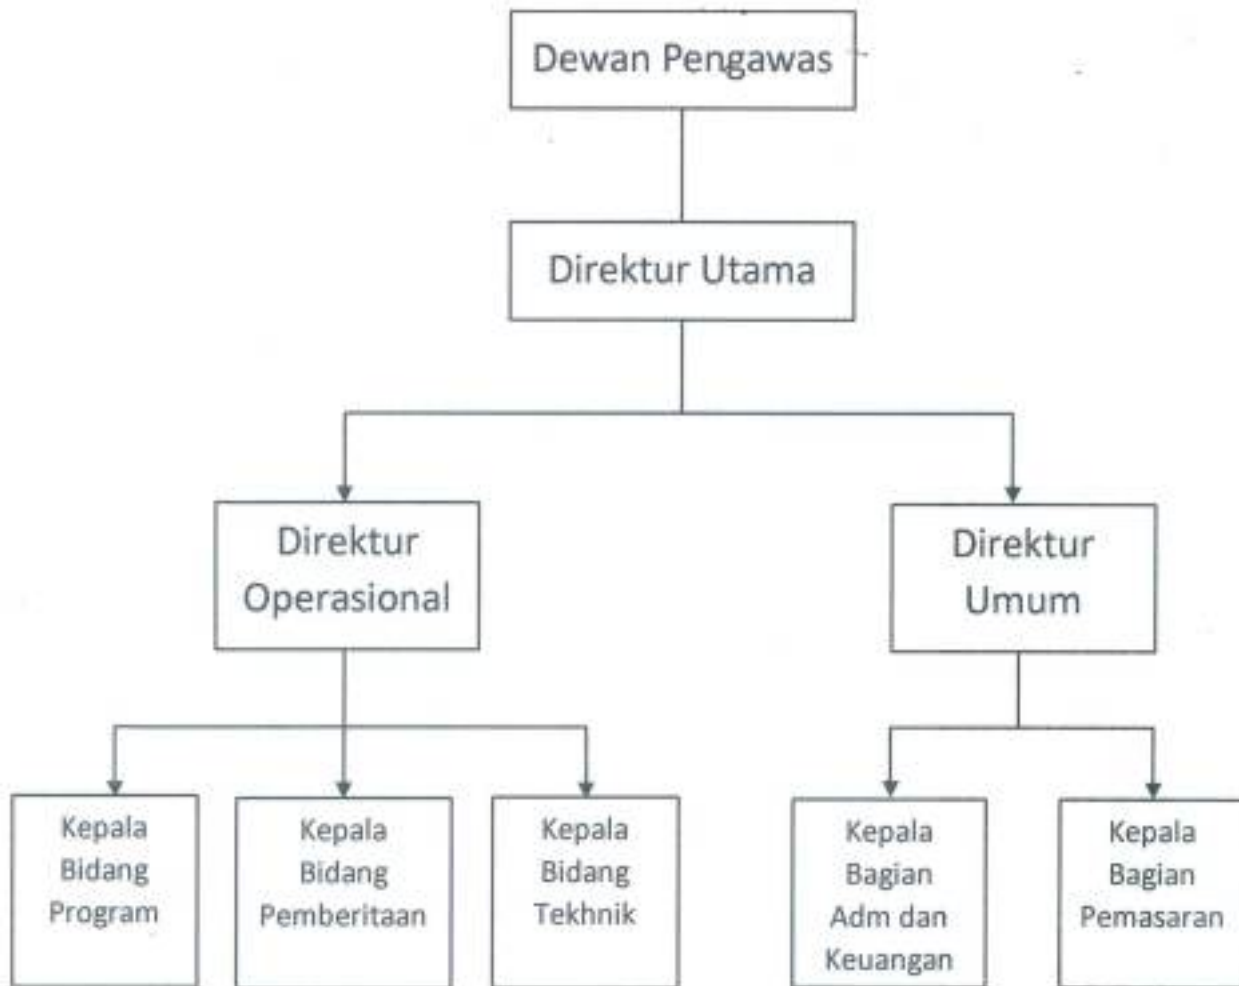 Dewan Pengawas
Direktur Utama
Direktur
Operasional
Direktur
Umum
Kepala
Bidang
Program
Kepala
Bidang
Pemberitaan
Kepala
Bidang
Tekhnik
Kepala
Bagian
Adm dan
Keuangan
Kepala
Bagian
Pemasaran